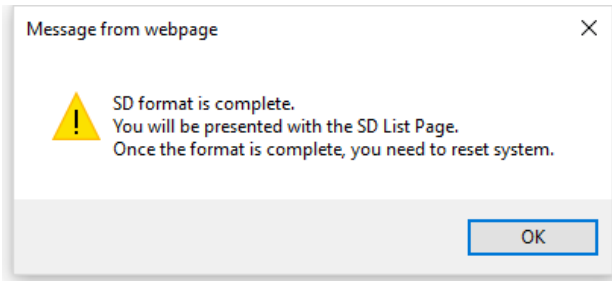 Message from webpage
SD format is complete.
You will be presented with the SD List Page.
Once the format is complete, you need to reset system.
OK